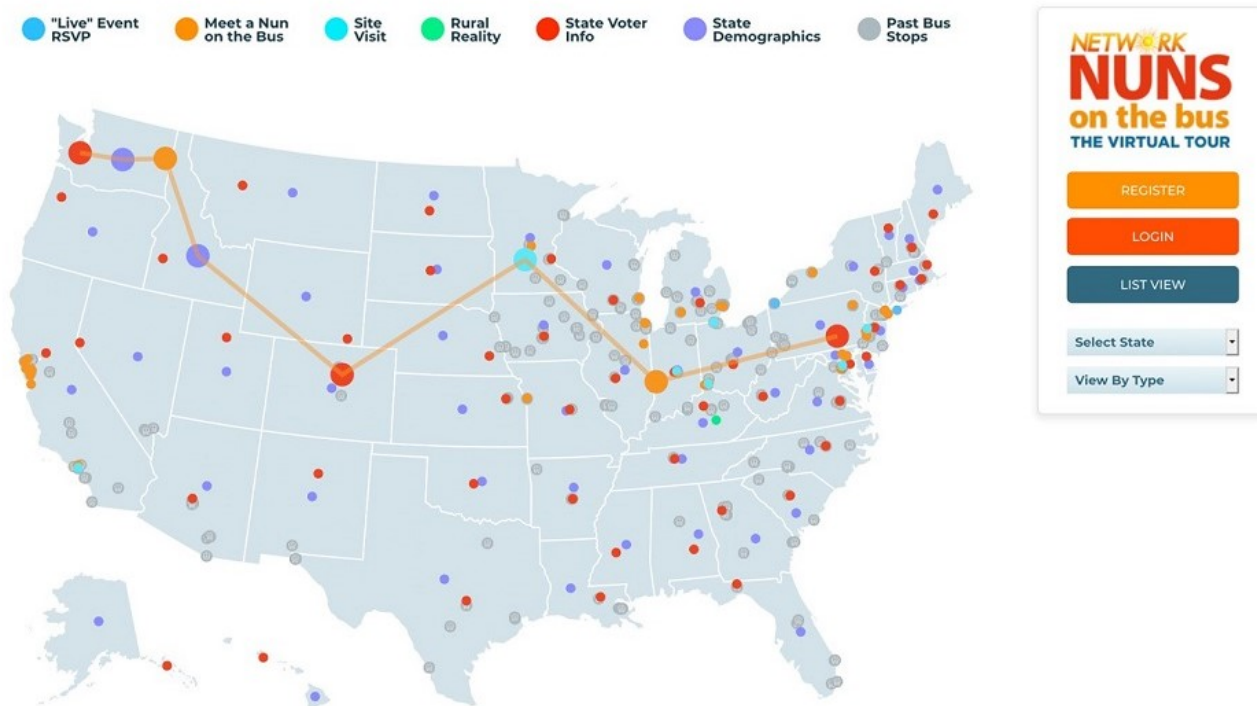 "Live" Event
RSVP
Meet a Nun
on the Bus
Site
Visit
Rural
Reality
State Voter
Info
State
Demographics
Past Bus
Stops
NETWORK
NUNS
on the bus
THE VIRTUAL TOUR
REGISTER
LOGIN
LIST VIEW
Select State
View By Type